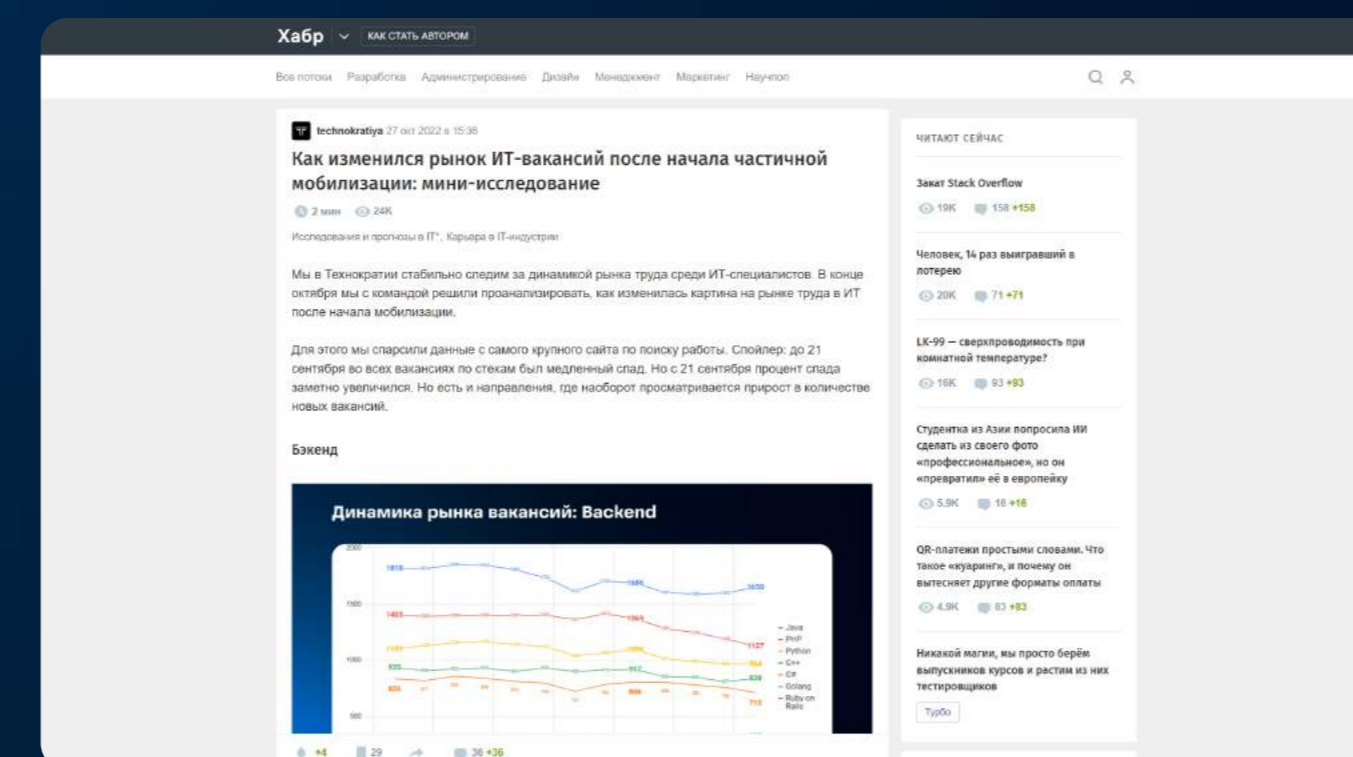 Хабр
КАК СТАТЬ АВТОРОМ
Все потоки Разработка Администрирование Дизайн Менеджмент Маркетинг Научпоп
technokratiya 27 окт 2022 в 15:36
Как изменился рынок ИТ-вакансий после начала частичной
мобилизации: мини-исследование
2 мин 24K
Исследования и прогнозы в IT*, Карьера в IT-индустрии
Мы в Технократии стабильно следим за динамикой рынка труда среди ИТ-специалистов. В конце
октября мы с командой решили проанализировать, как изменилась картина на рынке труда в ИТ
после начала мобилизации.
Для этого мы спарсили данные с самого крупного сайта по поиску работы. Спойлер: до 21
сентября во всех вакансиях по стекам был медленный спад. Но с 21 сентября процент спада
заметно увеличился. Но есть и направления, где наоборот просматривается прирост в количестве
новых вакансий.
Бэкенд
Динамика рынка вакансий: Backend
2000
1500
1000
500
1818
1650
1127
935
912
838
825
806
713
Java
PHP
Python
C++
C#
Golang
Ruby on
Rails
+4 29 36 +36
ЧИТАЮТ СЕЙЧАС
Закат Stack Overflow
19K 158 +158
Человек, 14 раз выигравший в
лотерею
20K 71 +71
LK-99 — сверхпроводимость при
комнатной температуре?
16K 93 +93
Студентка из Азии попросила ИИ
сделать из своего фото
«профессиональное», но он
«превратил» её в европейку
5.9K 16 +16
QR-платежи простыми словами. Что
такое «куаринг», и почему он
вытесняет другие форматы оплаты
4.9K 83 +83
Никакой магии, мы просто берём
выпускников курсов и растим из них
тестировщиков
Турбо